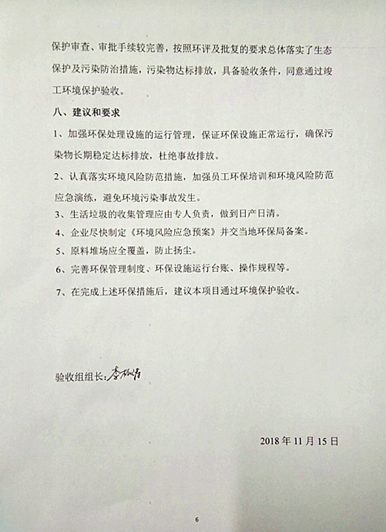 保护审查、审批手续较完善，按照环评及批复的要求总体落实了生态
保护及污染防治措施，污染物达标排放，具备验收条件，同意通过竣
工环境保护验收。
八、建议和要求
1、加强环保处理设施的运行管理，保证环保设施正常运行，确保污
染物长期稳定达标排放，杜绝事故排放。
2、认真落实环境风险防范措施，加强员工环保培训和环境风险防范
应急演练，避免环境污染事故发生。
3、生活垃圾的收集管理应由专人负责，做到日产日清。
4、企业尽快制定《环境风险应急预案》并交当地环保局备案。
5、原料堆场应全覆盖，防止扬尘。
6、完善环保管理制度、环保设施运行台账、操作规程等。
7、在完成上述环保措施后，建议本项目通过环境保护验收。
验收组组长：李
2018 年 11 月 15 日
6